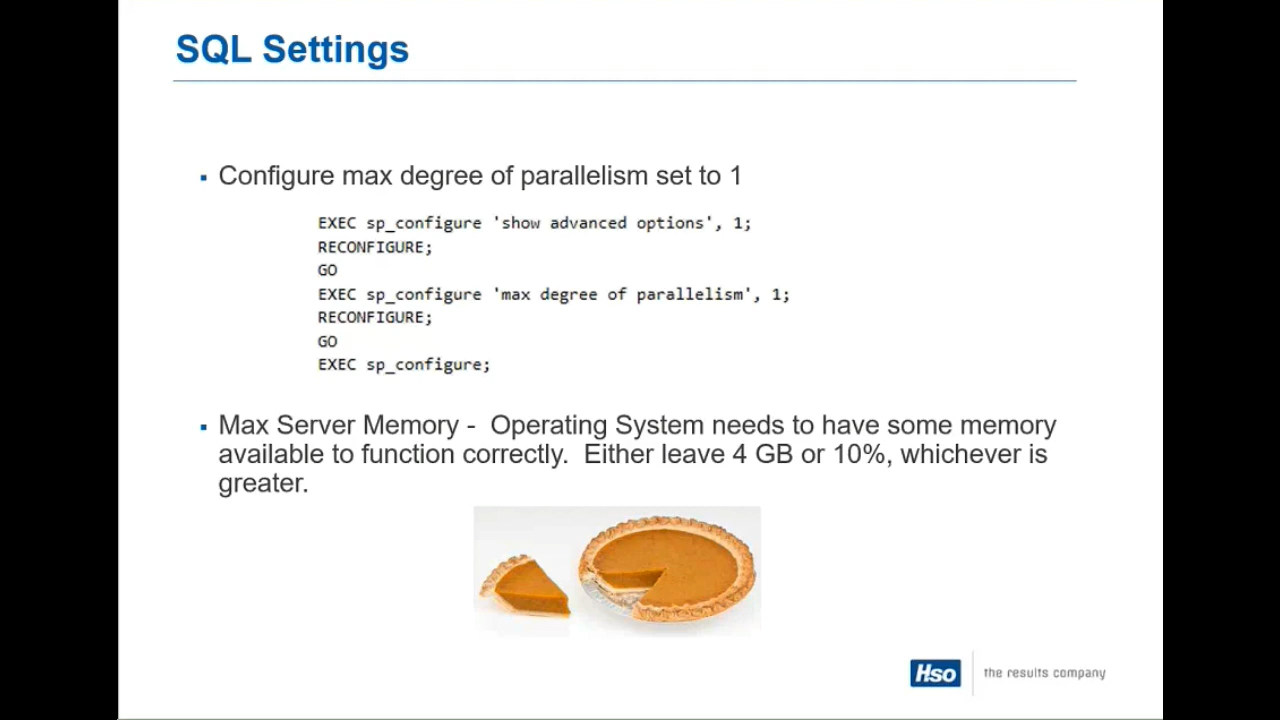 SQL Settings
▪ Configure max degree of parallelism set to 1
EXEC sp_configure 'show advanced options', 1;
RECONFIGURE;
GO
EXEC sp_configure 'max degree of parallelism', 1;
RECONFIGURE;
GO
EXEC sp_configure;
▪ Max Server Memory - Operating System needs to have some memory
available to function correctly. Either leave 4 GB or 10%, whichever is
greater.
Hso the results company